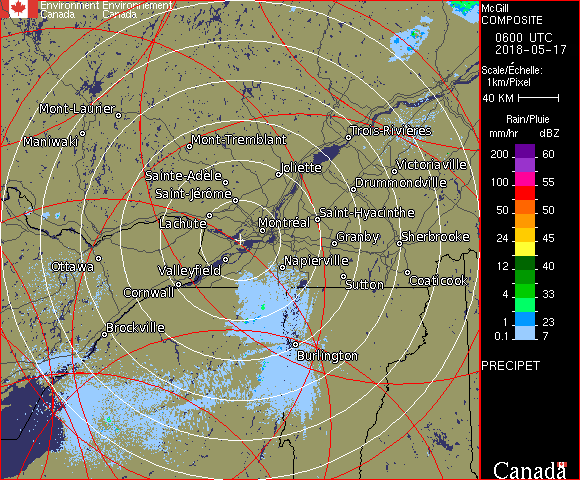 Environment Environnement
Canada Canada
McGill
COMPOSITE
0600 UTC
2018-05-17
Scale/Échelle:
1km/Pixel
40 KM
Rain/Pluie
mm/hr dBZ
200 60
100 55
50 50
24 45
12 40
4 33
1 23
0.1 7
PRECIPET
Canada
Mont-Laurier
Maniwaki
Mont-Tremblant
Trois-Rivières
Sainte-Adèle
Joliette
Victoriaville
Saint-Jérôme
Drummondville
Lachute
Montréal
Saint-Hyacinthe
Granby
Sherbrooke
Ottawa
Valleyfield
Napierville
Cornwall
Sutton
Coaticook
Brockville
Burlington